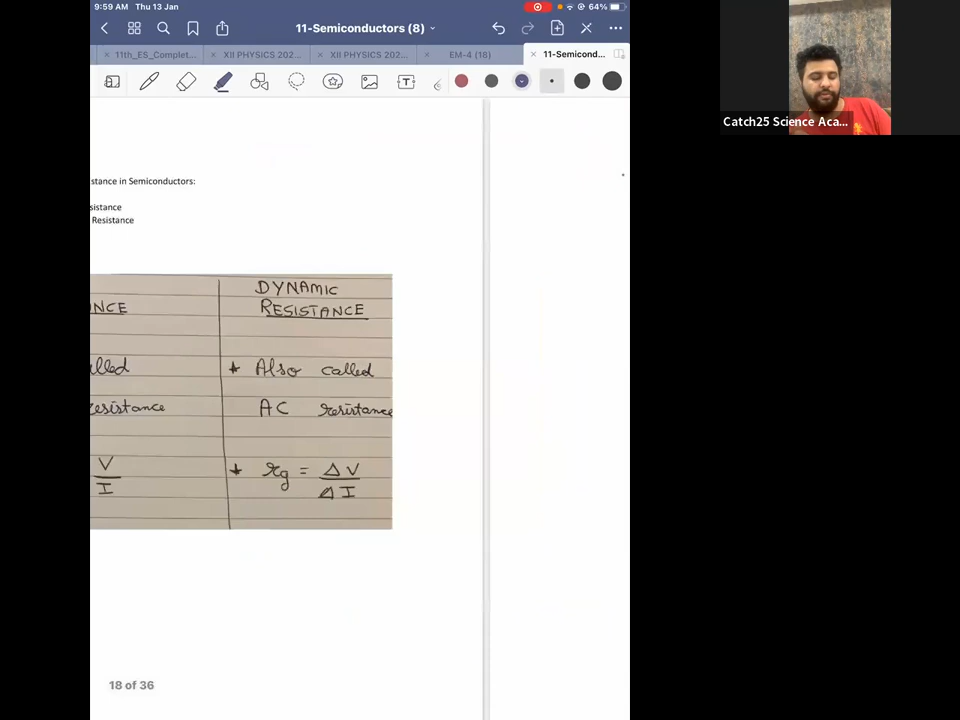 9:59 AM Thu 13 Jan
64%
11-Semiconductors (8)
11th_ES_Complet...
XII PHYSICS 202...
XII PHYSICS 202...
EM-4 (18)
11-Semicond...
Catch25 Science Aca...
stance in Semiconductors:
sistance
Resistance
DYNAMIC
NCE RESISTANCE
lled ★ Also called
resistance AC resistance
V/I ★ rg = ΔV/ΔI
18 of 36